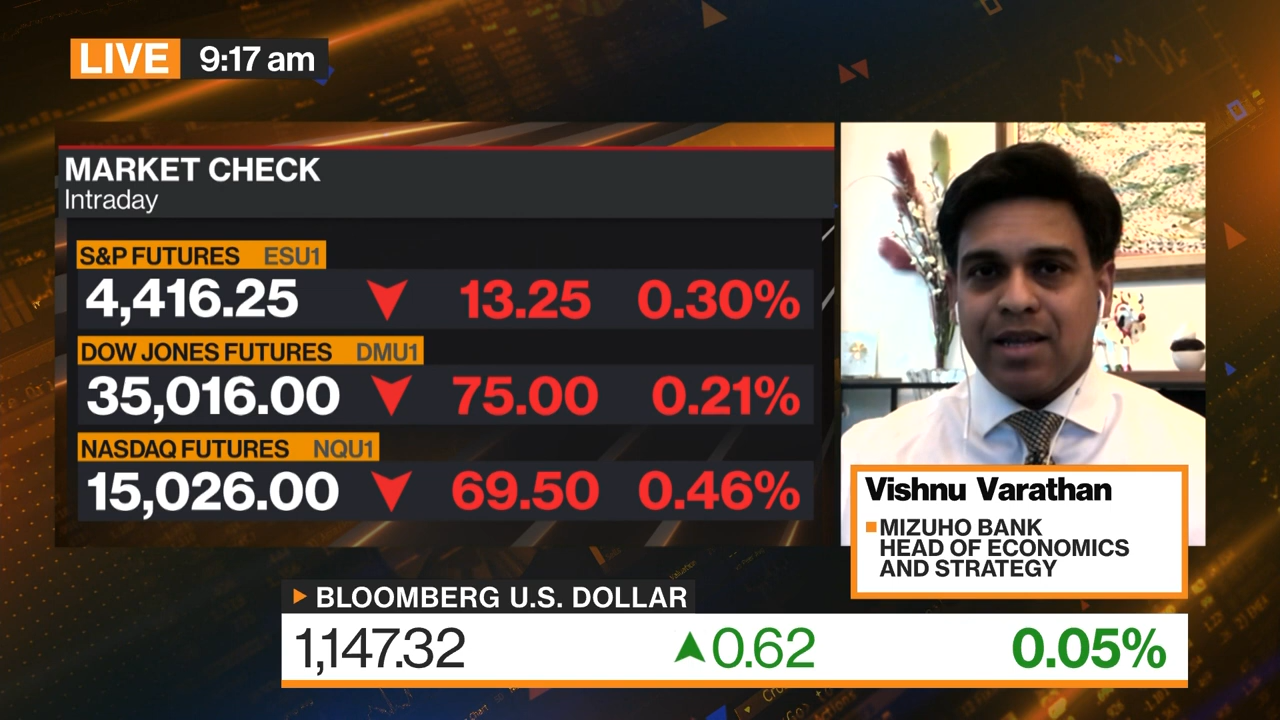 LIVE 9:17 am
MARKET CHECK
Intraday
S&P FUTURES ESU1
4,416.25 ▼ 13.25 0.30%
DOW JONES FUTURES DMU1
35,016.00 ▼ 75.00 0.21%
NASDAQ FUTURES NQU1
15,026.00 ▼ 69.50 0.46%
Vishnu Varathan
MIZUHO BANK
HEAD OF ECONOMICS
AND STRATEGY
BLOOMBERG U.S. DOLLAR
1,147.32 ▲ 0.62 0.05%